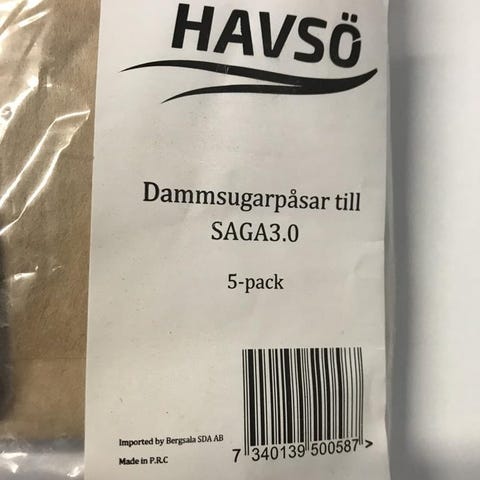 HAVSÖ
Dammsugarpåsar till
SAGA3.0
5-pack
Imported by Bergsala SDA AB
Made in P.R.C
7 340139 500587 >